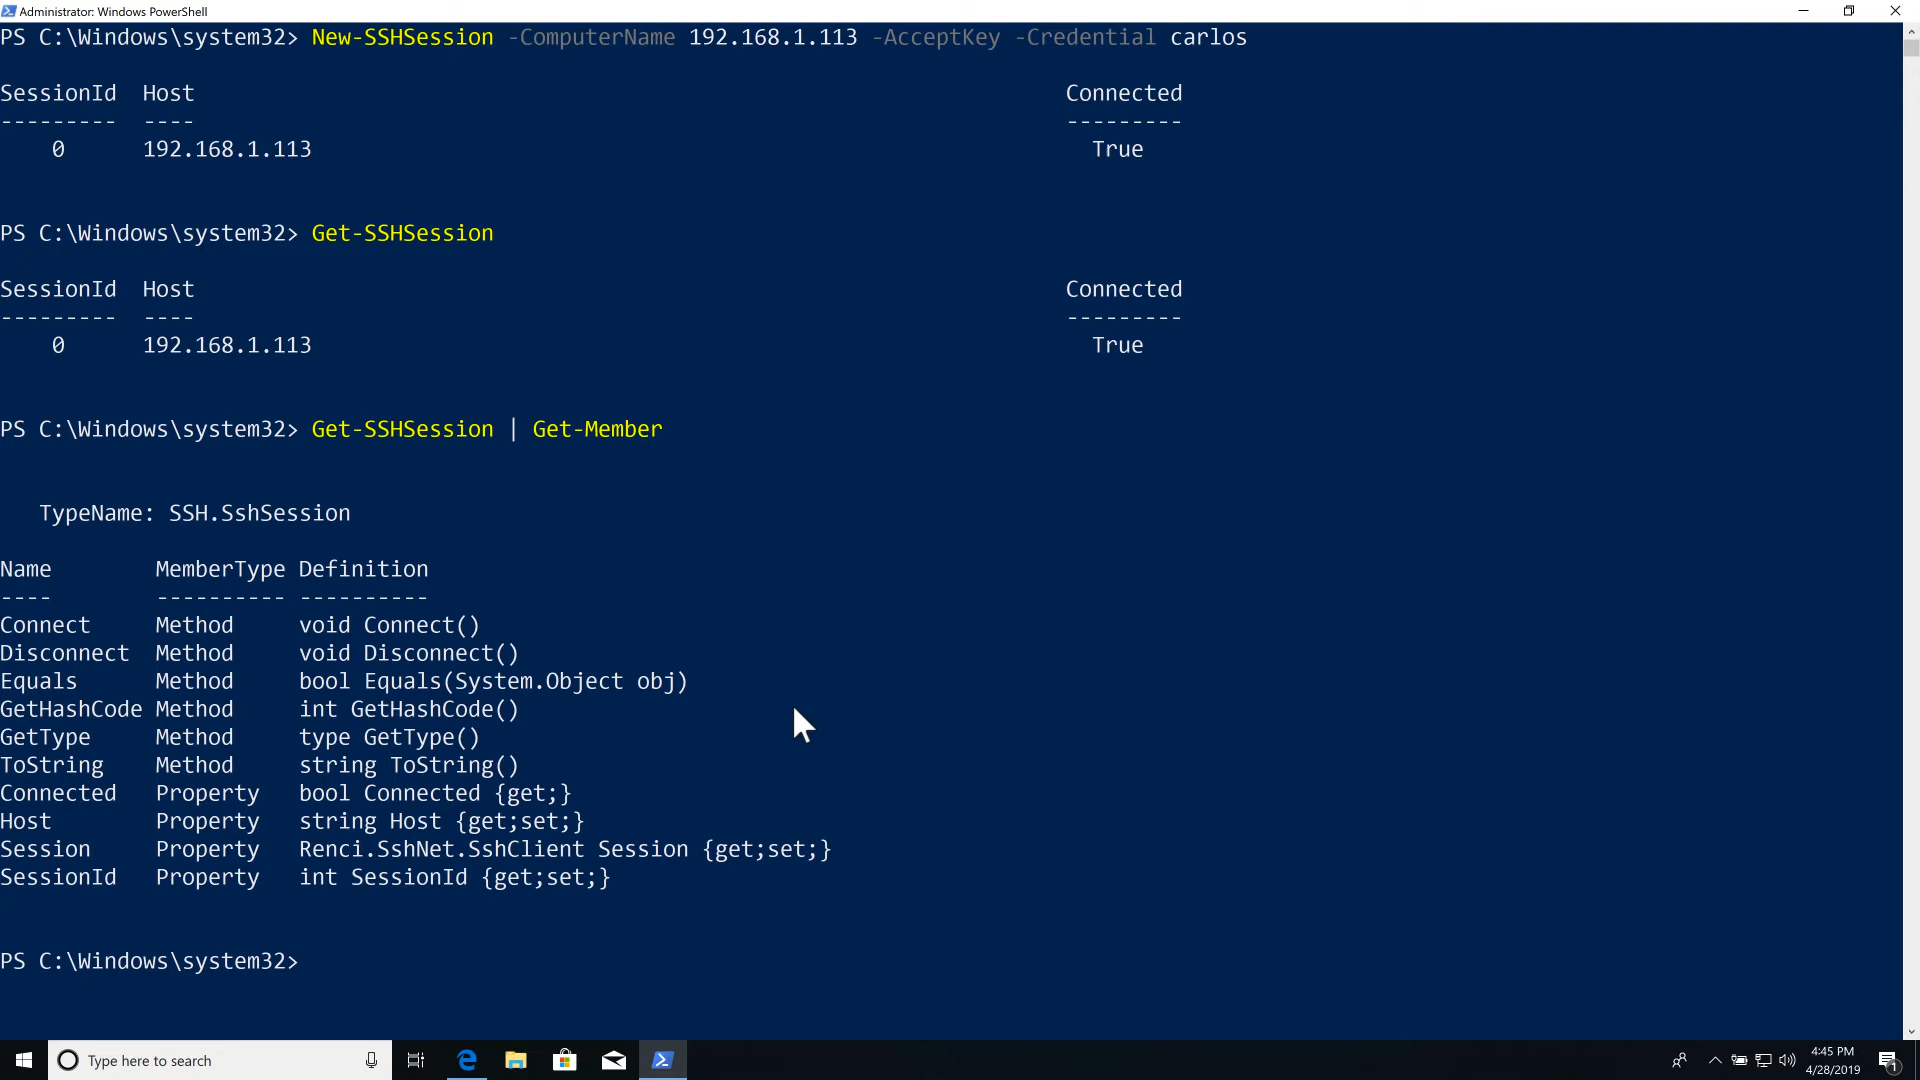 Administrator: Windows PowerShell
PS C:\Windows\system32> New-SSHSession -ComputerName 192.168.1.113 -AcceptKey -Credential carlos
SessionId Host Connected
--------- ---- ---------
0 192.168.1.113 True
PS C:\Windows\system32> Get-SSHSession
SessionId Host Connected
--------- ---- ---------
0 192.168.1.113 True
PS C:\Windows\system32> Get-SSHSession | Get-Member
TypeName: SSH.SshSession
Name MemberType Definition
---- ---------- ----------
Connect Method void Connect()
Disconnect Method void Disconnect()
Equals Method bool Equals(System.Object obj)
GetHashCode Method int GetHashCode()
GetType Method type GetType()
ToString Method string ToString()
Connected Property bool Connected {get;}
Host Property string Host {get;set;}
Session Property Renci.SshNet.SshClient Session {get;set;}
SessionId Property int SessionId {get;set;}
PS C:\Windows\system32>
Type here to search
4:45 PM
4/28/2019
1